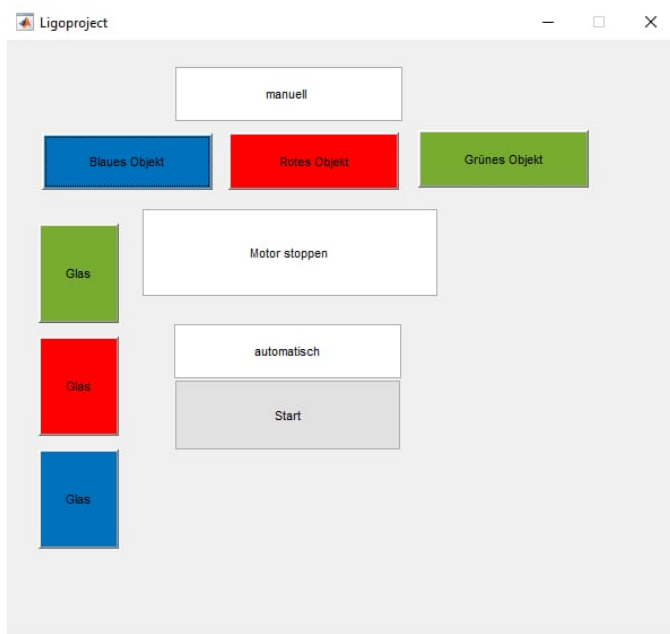 Ligoproject
manuell
Blaues Objekt
Rotes Objekt
Grünes Objekt
Motor stoppen
Glas
automatisch
Glas
Start
Glas